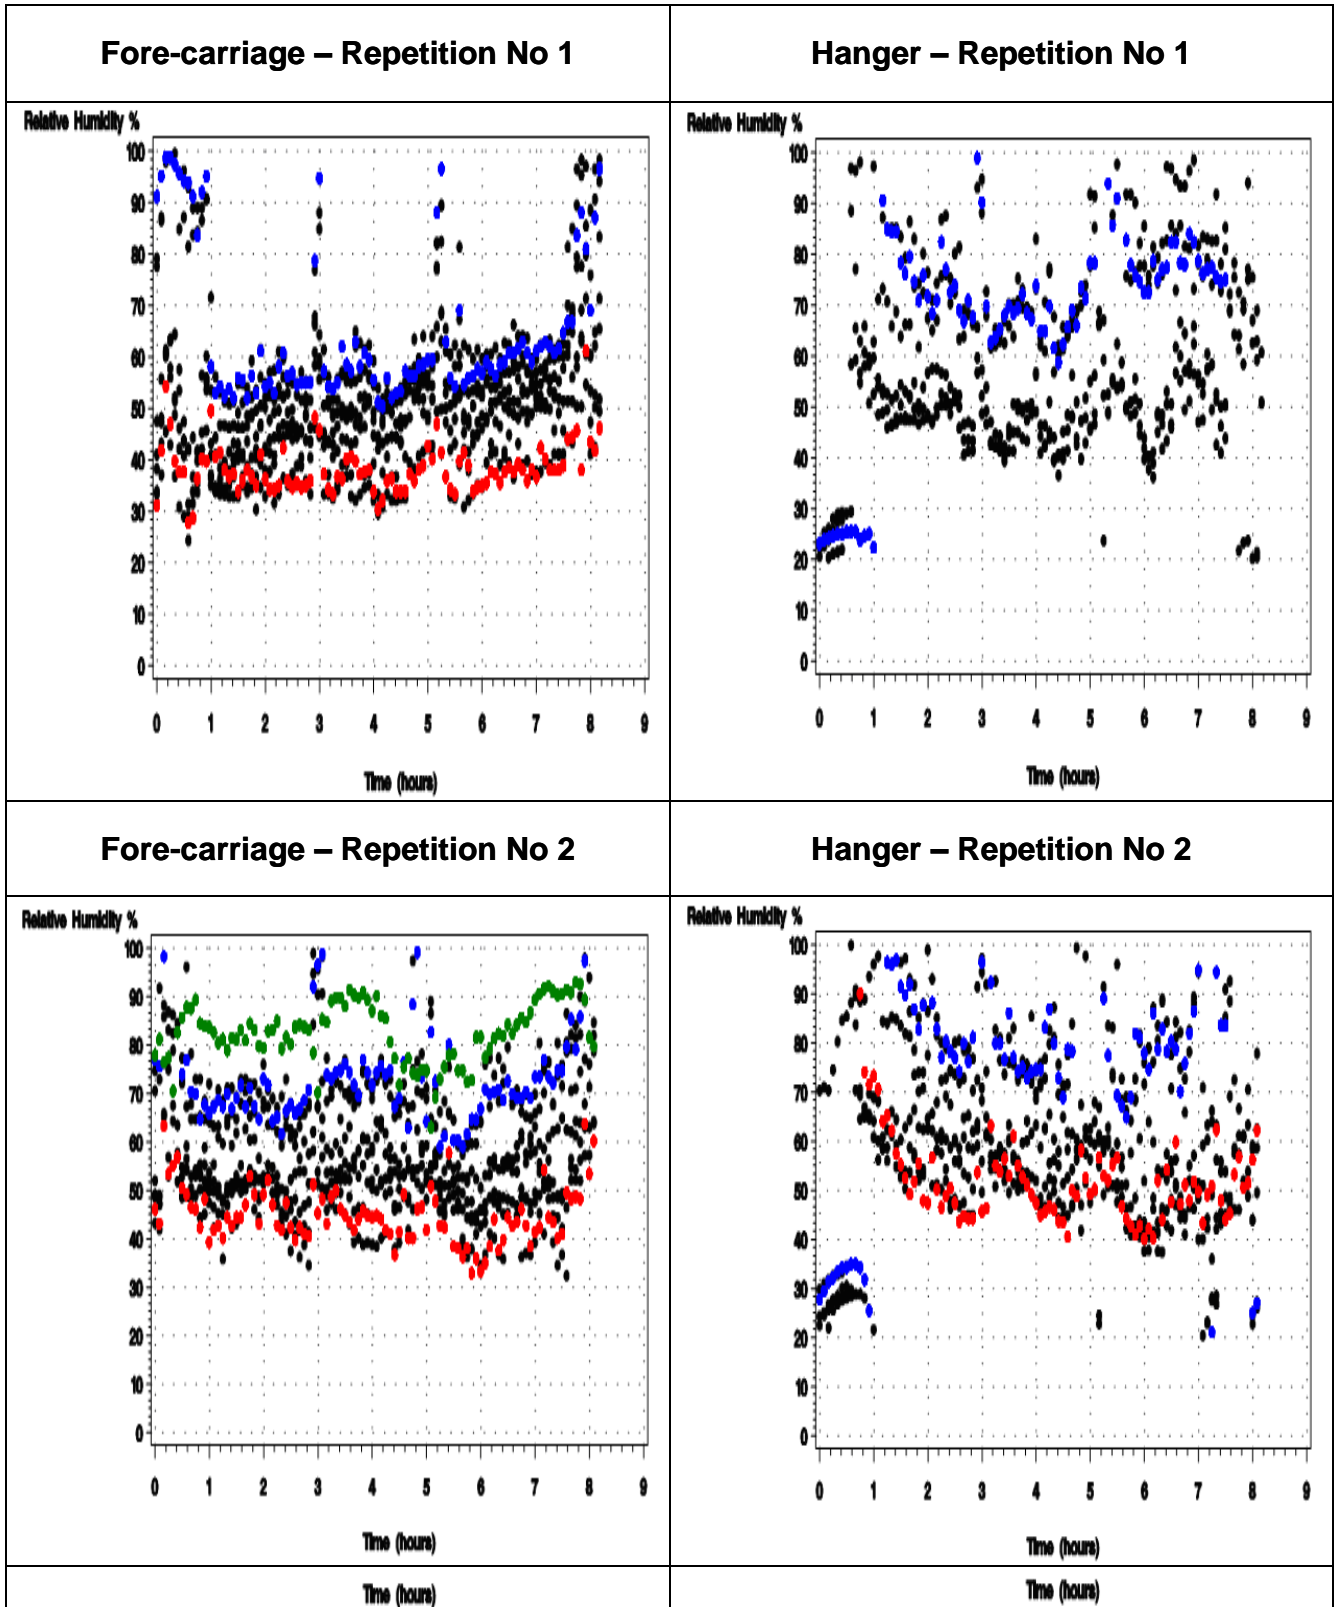 Fore-carriage – Repetition No 1
Hanger – Repetition No 1
Relative Humidity %
100
90
80
70
60
50
40
30
20
10
0
0 1 2 3 4 5 6 7 8 9
Time (hours)
Relative Humidity %
100
90
80
70
60
50
40
30
20
10
0
0 1 2 3 4 5 6 7 8 9
Time (hours)
Fore-carriage – Repetition No 2
Hanger – Repetition No 2
Relative Humidity %
100
90
80
70
60
50
40
30
20
10
0
0 1 2 3 4 5 6 7 8 9
Time (hours)
Relative Humidity %
100
90
80
70
60
50
40
30
20
10
0
0 1 2 3 4 5 6 7 8 9
Time (hours)
Time (hours)
Time (hours)